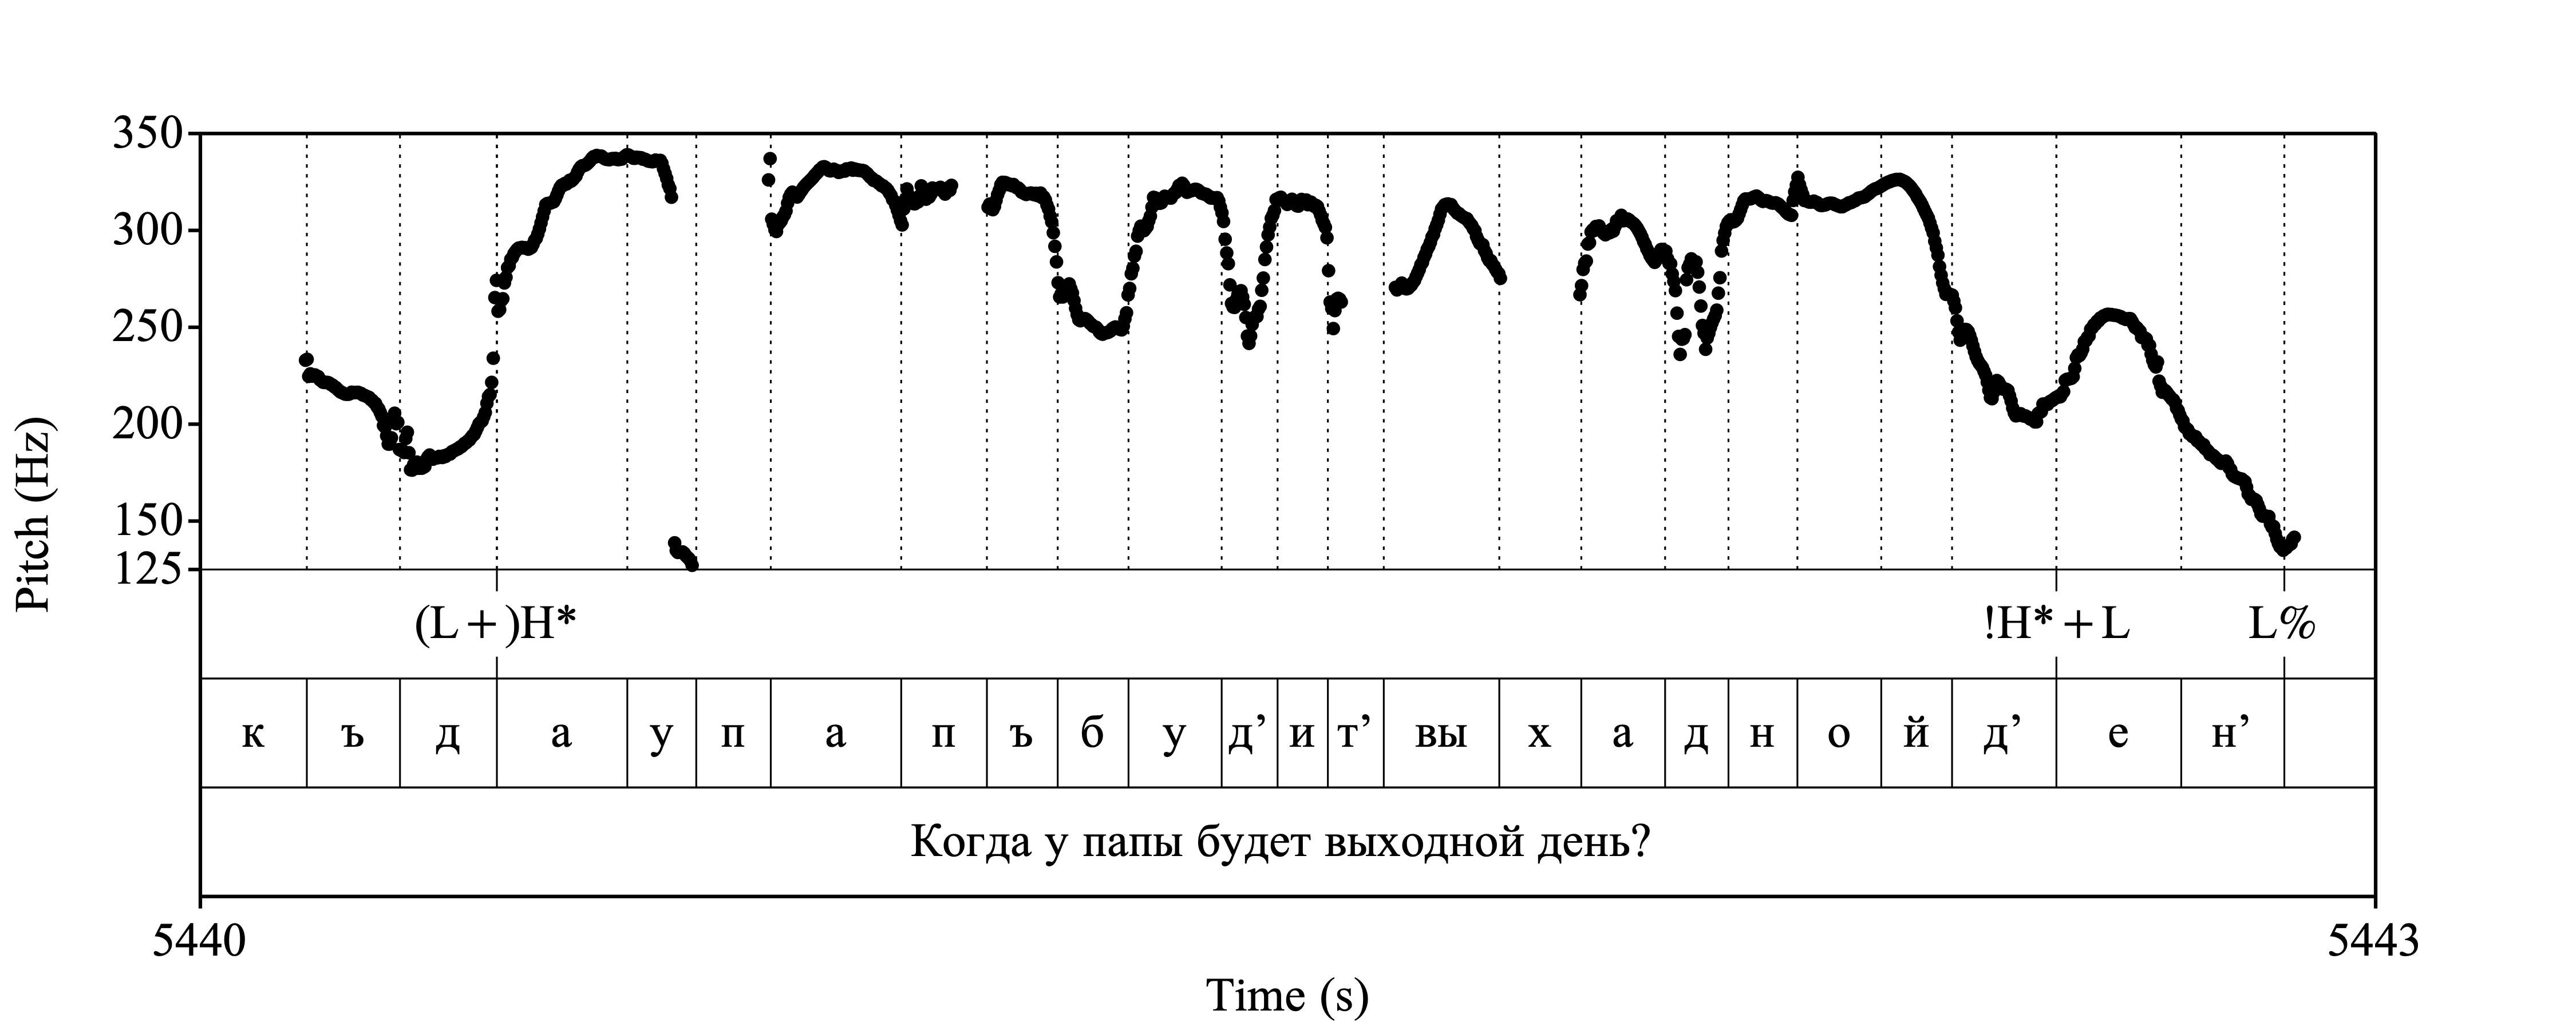 350
300
250
200
150
125
Pitch (Hz)
(L+)H* !H*+L L%
к ъ д а у п а п ъ б у д’ и т’ вы х а д н о й д’ е н’
Когда у папы будет выходной день?
5440 5443
Time (s)